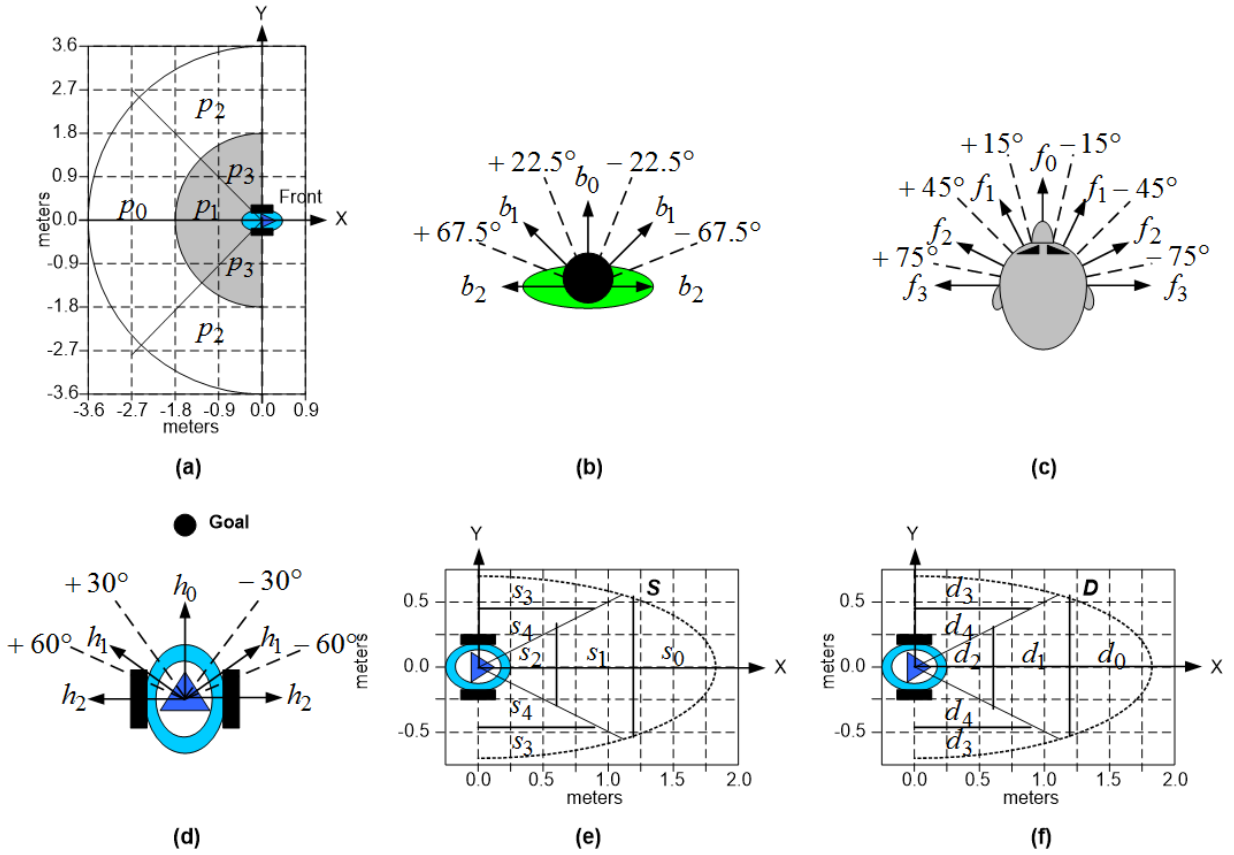 Y
3.6
2.7
1.8
0.9
0.0
-0.9
-1.8
-2.7
-3.6
meters
p2
p3
Front
p0
p1
X
p3
p2
-3.6 -2.7 -1.8 -0.9 0.0 0.9
meters
(a)
+22.5° −22.5°
b0
b1 b1
+67.5° −67.5°
b2 b2
(b)
+15° −15°
f0
+45° f1 f1 −45°
f2 f2
+75° −75°
f3 f3
(c)
Goal
+30° −30°
h0
+60° h1 h1 −60°
h2 h2
(d)
Y
0.5
0.0
-0.5
meters
S
s3
s4
s2 s1 s0
X
s4
s3
0.0 0.5 1.0 1.5 2.0
meters
(e)
Y
0.5
0.0
-0.5
meters
D
d3
d4
d2 d1 d0
X
d4
d3
0.0 0.5 1.0 1.5 2.0
meters
(f)